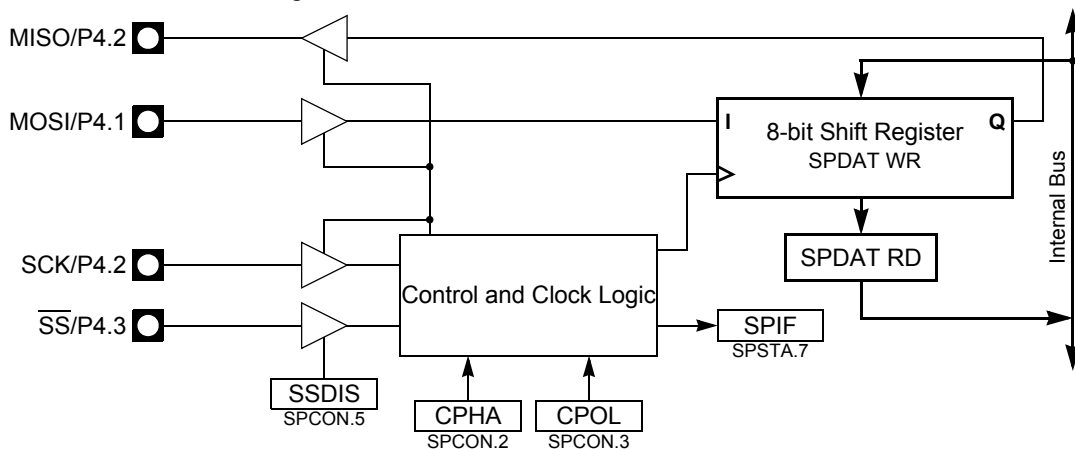 MISO/P4.2
MOSI/P4.1
I
8-bit Shift Register
Q
SPDAT WR
Internal Bus
SCK/P4.2
SPDAT RD
Control and Clock Logic
SS/P4.3
SPIF
SPSTA.7
SSDIS
SPCON.5
CPHA
SPCON.2
CPOL
SPCON.3